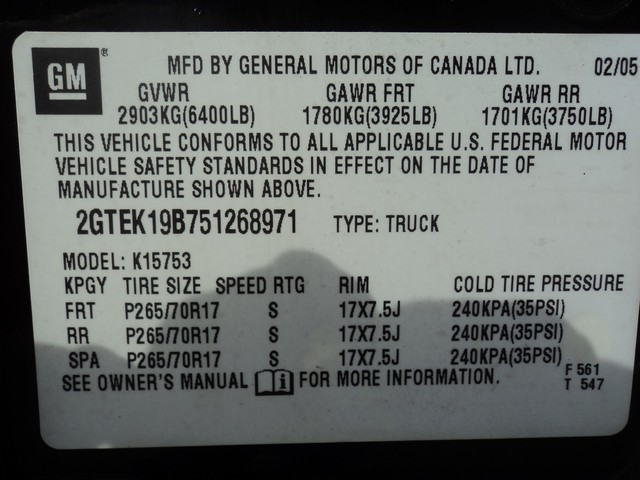 GM ® MFD BY GENERAL MOTORS OF CANADA LTD. 02/05
GVWR GAWR FRT GAWR RR
2903KG(6400LB) 1780KG(3925LB) 1701KG(3750LB)
THIS VEHICLE CONFORMS TO ALL APPLICABLE U.S. FEDERAL MOTOR
VEHICLE SAFETY STANDARDS IN EFFECT ON THE DATE OF
MANUFACTURE SHOWN ABOVE.
2GTEK19B751268971 TYPE: TRUCK
MODEL: K15753
KPGY TIRE SIZE SPEED RTG RIM COLD TIRE PRESSURE
FRT P265/70R17 S 17X7.5J 240KPA(35PSI)
RR P265/70R17 S 17X7.5J 240KPA(35PSI)
SPA P265/70R17 S 17X7.5J 240KPA(35PSI)
SEE OWNER'S MANUAL i FOR MORE INFORMATION. F 561
T 547